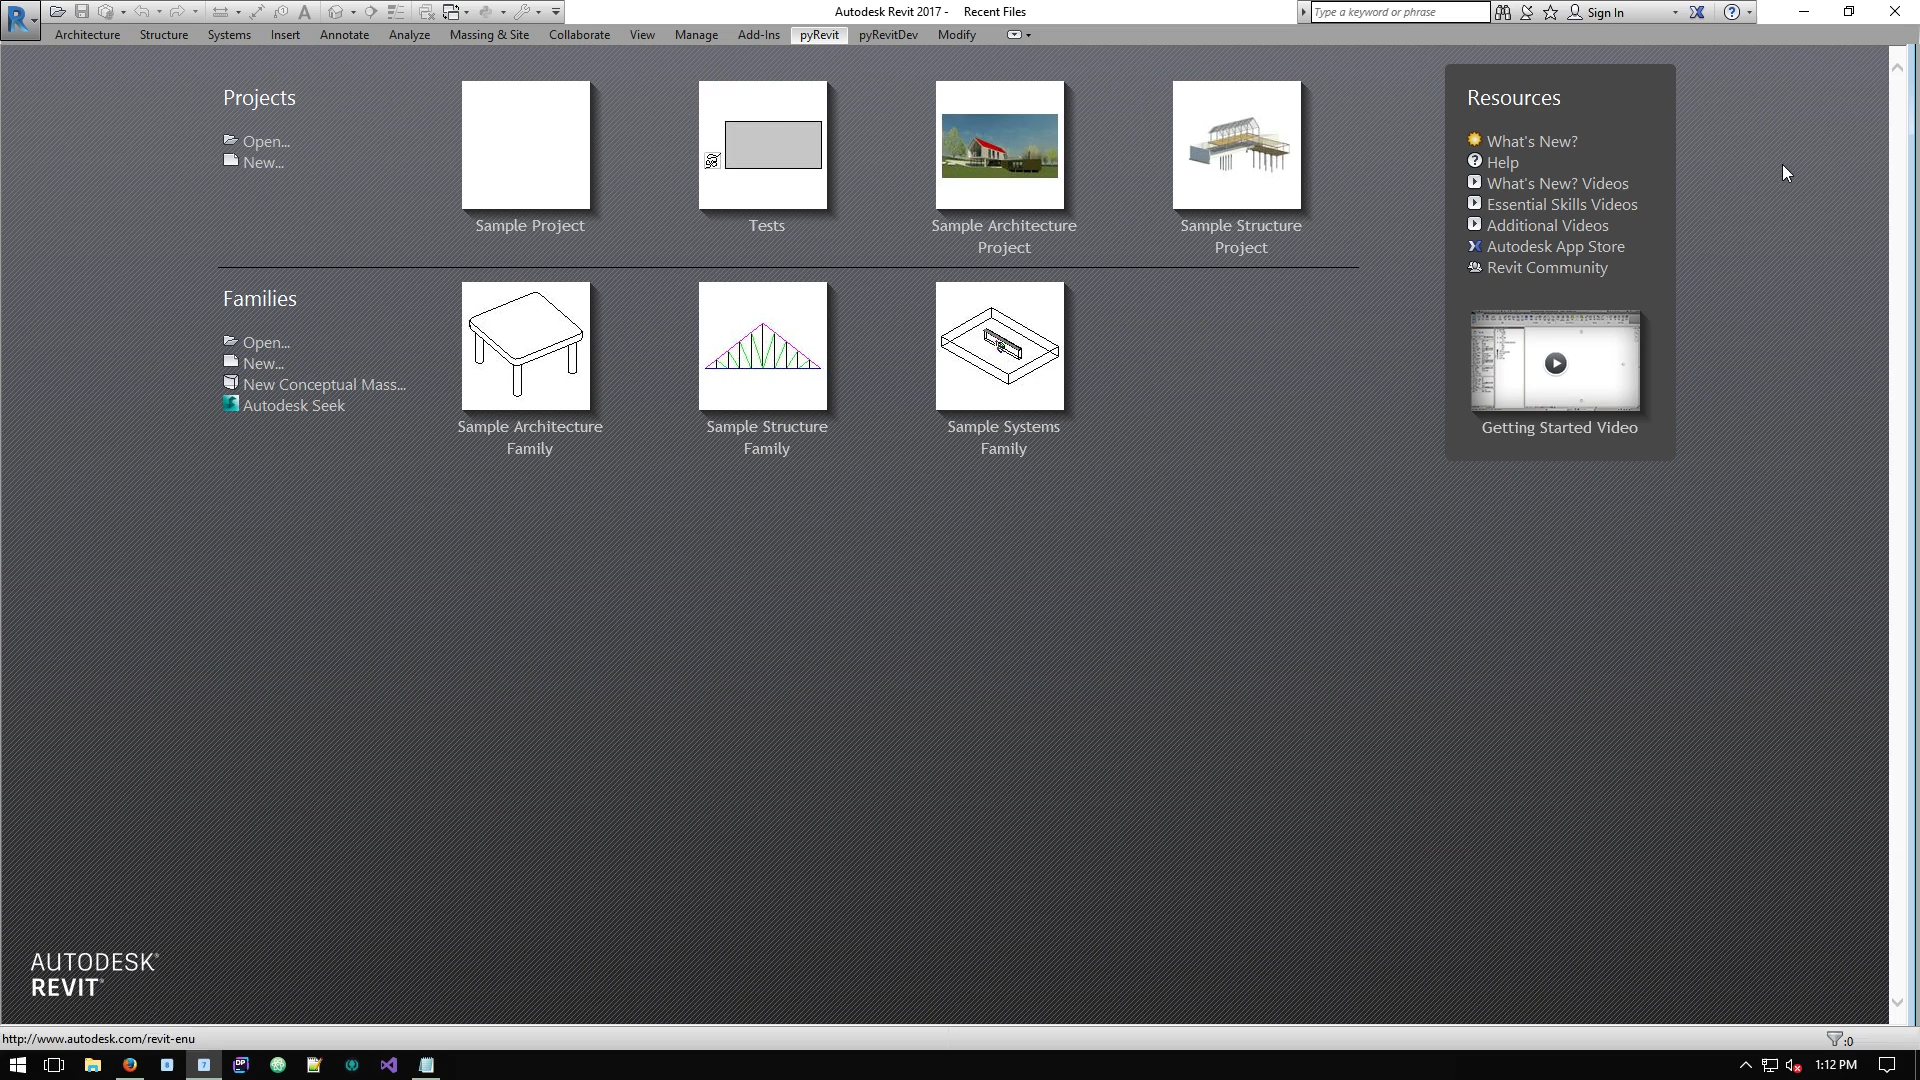 Autodesk Revit 2017 - Recent Files
Type a keyword or phrase
Sign In
Architecture Structure Systems Insert Annotate Analyze Massing & Site Collaborate View Manage Add-Ins pyRevit pyRevitDev Modify
Projects
Open...
New...
Sample Project
Tests
Sample Architecture
Project
Sample Structure
Project
Families
Open...
New...
New Conceptual Mass...
Autodesk Seek
Sample Architecture
Family
Sample Structure
Family
Sample Systems
Family
Resources
What's New?
Help
What's New? Videos
Essential Skills Videos
Additional Videos
Autodesk App Store
Revit Community
Getting Started Video
AUTODESK®
REVIT®
http://www.autodesk.com/revit-enu
:0
1:12 PM